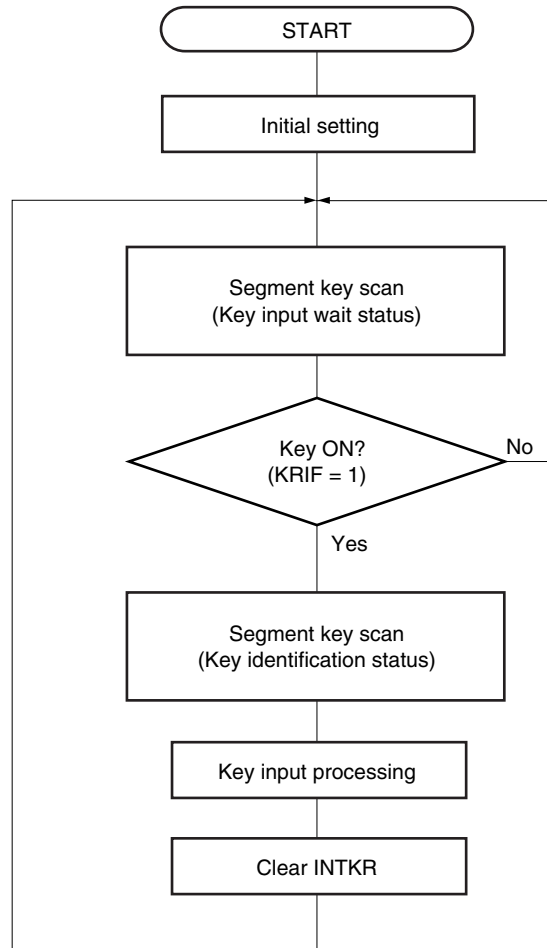 START
Initial setting
Segment key scan
(Key input wait status)
Key ON?
(KRIF = 1)
No
Yes
Segment key scan
(Key identification status)
Key input processing
Clear INTKR